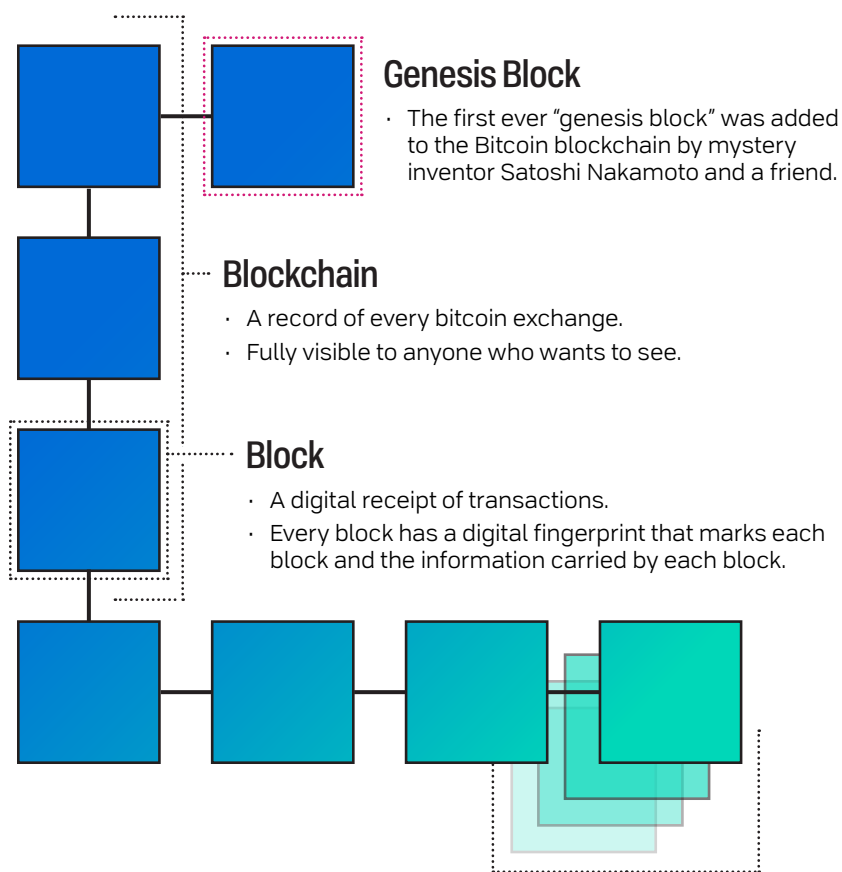 Genesis Block
· The first ever “genesis block” was added
to the Bitcoin blockchain by mystery
inventor Satoshi Nakamoto and a friend.
Blockchain
· A record of every bitcoin exchange.
· Fully visible to anyone who wants to see.
Block
· A digital receipt of transactions.
· Every block has a digital fingerprint that marks each
block and the information carried by each block.